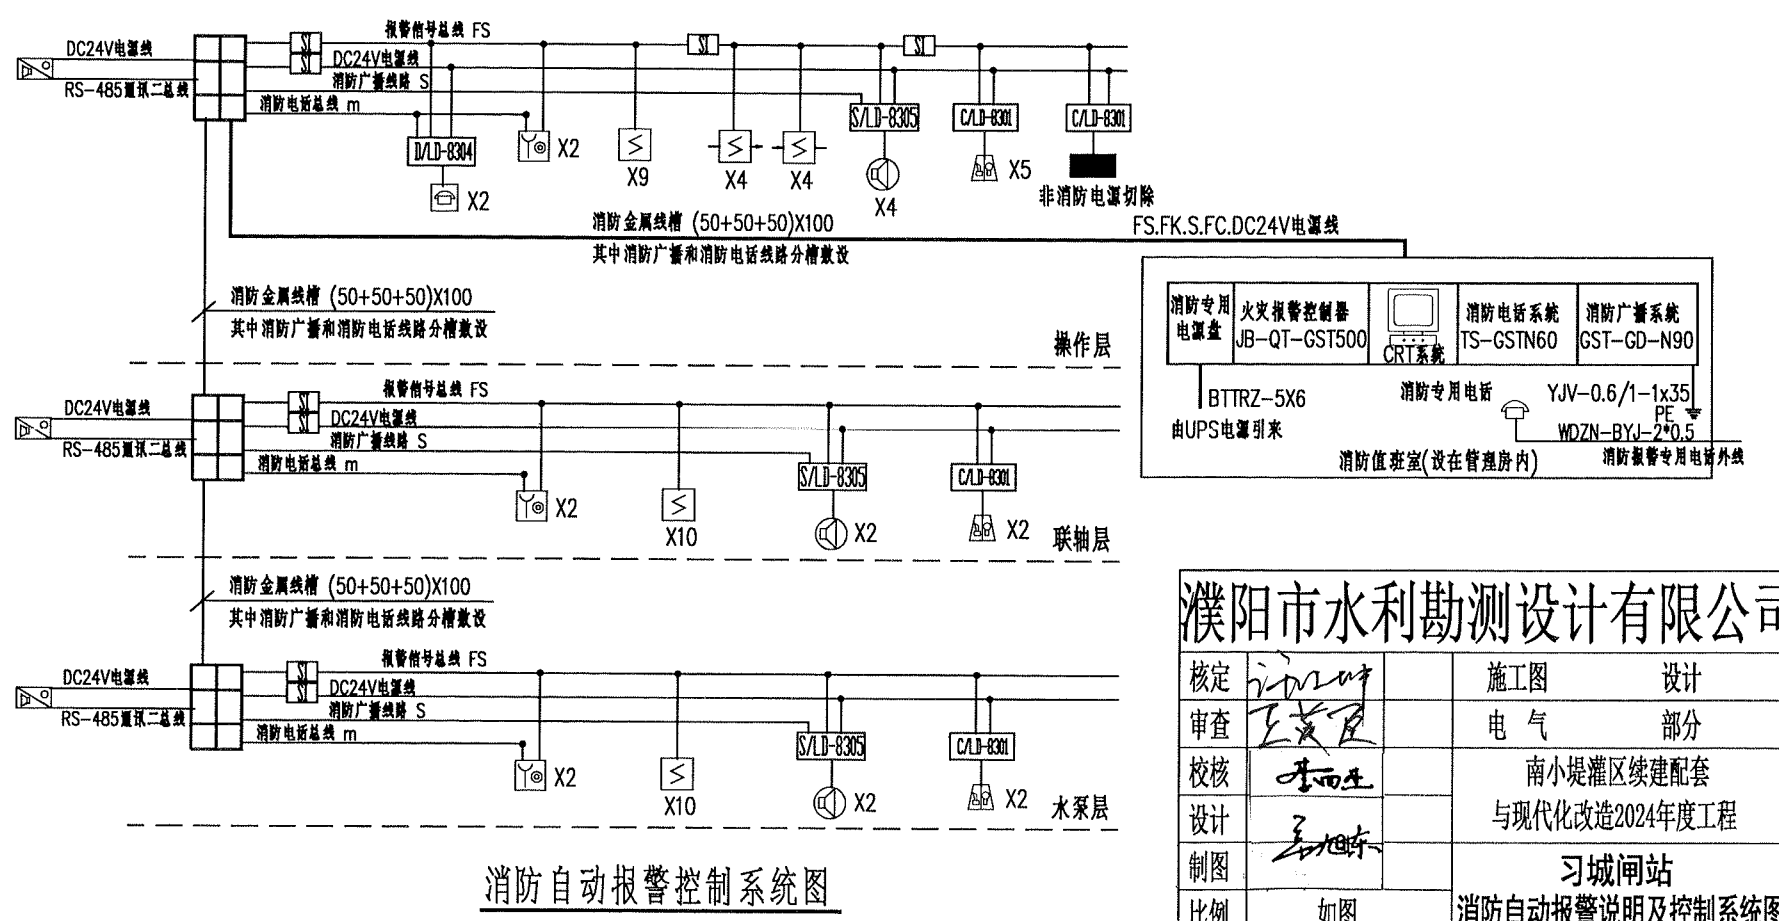 报警信号总线 FS
DC24V电源线
SI
SI
SI
SI
DC24V电源线
消防广播线路 S
RS-485通讯二总线
消防电话总线 m
S/LD-8305
C/LD-8301
C/LD-8301
D/LD-8304
X2
X9
X4
X4
X5
X2
X4
非消防电源切除
消防金属线槽 (50+50+50)X100
FS.FK.S.FC.DC24V电源线
其中消防广播和消防电话线路分槽敷设
消防金属线槽 (50+50+50)X100
其中消防广播和消防电话线路分槽敷设
操作层
消防专用
电源盘
火灾报警控制器
JB-QT-GST500
CRT系统
消防电话系统
TS-GSTN60
消防广播系统
GST-GD-N90
BTTRZ-5X6
由UPS电源引来
消防专用电话
YJV-0.6/1-1x35
PE
WDZN-BYJ-2*0.5
消防报警专用电话外线
消防值班室(设在管理房内)
报警信号总线 FS
DC24V电源线
SI
SI
DC24V电源线
消防广播线路 S
RS-485通讯二总线
消防电话总线 m
S/LD-8305
C/LD-8301
X2
X10
X2
X2
联轴层
消防金属线槽 (50+50+50)X100
其中消防广播和消防电话线路分槽敷设
报警信号总线 FS
DC24V电源线
SI
SI
DC24V电源线
消防广播线路 S
RS-485通讯二总线
消防电话总线 m
S/LD-8305
C/LD-8301
X2
X10
X2
X2
水泵层
消防自动报警控制系统图
濮阳市水利勘测设计有限公司
核定
施工图 设计
审查
电 气 部分
校核
南小堤灌区续建配套
与现代化改造2024年度工程
设计
制图
习城闸站
比例 如图
消防自动报警说明及控制系统图